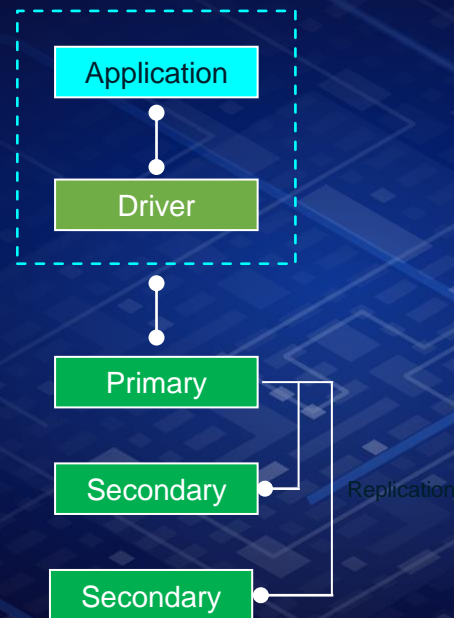 Application
Driver
Primary
Secondary
Replication
Secondary